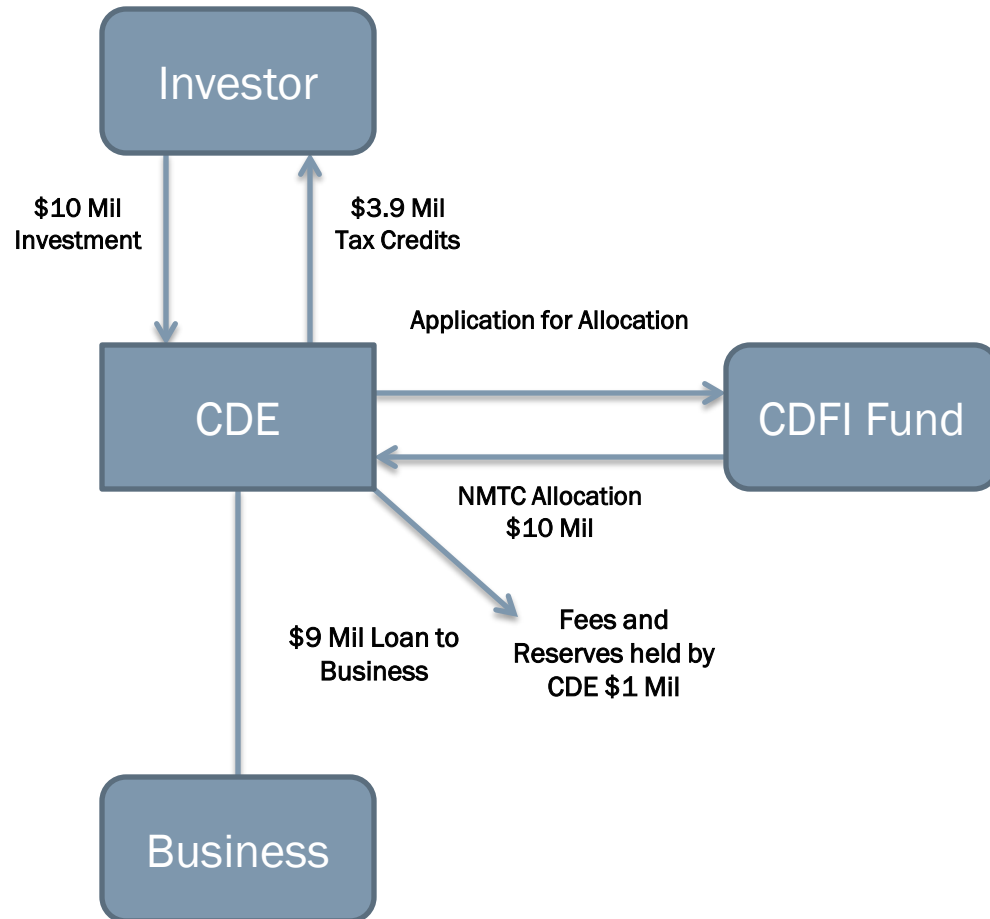 Investor
$10 Mil
Investment
$3.9 Mil
Tax Credits
Application for Allocation
CDE
CDFI Fund
NMTC Allocation
$10 Mil
$9 Mil Loan to
Business
Fees and
Reserves held by
CDE $1 Mil
Business